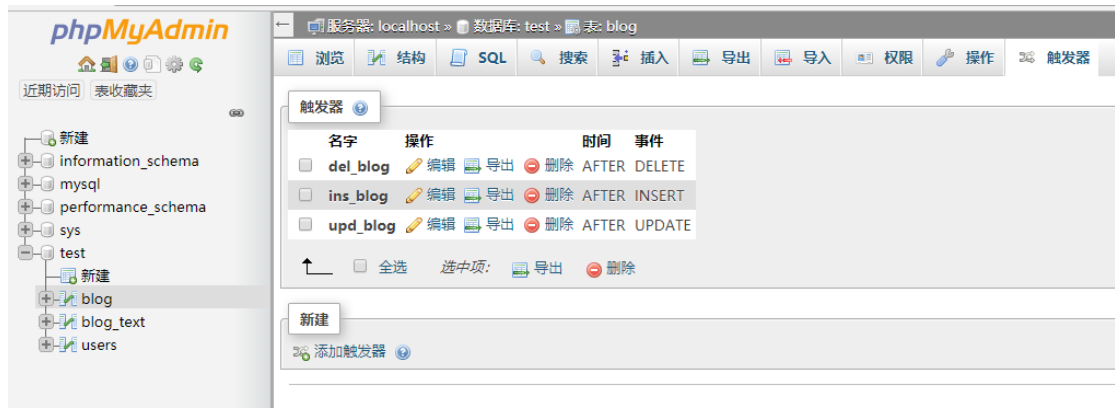 phpMyAdmin
近期访问 表收藏夹
新建
information_schema
mysql
performance_schema
sys
test
新建
blog
blog_text
users
← 服务器: localhost » 数据库: test » 表: blog
浏览 结构 SQL 搜索 插入 导出 导入 权限 操作 触发器
触发器
名字 操作 时间 事件
del_blog 编辑 导出 删除 AFTER DELETE
ins_blog 编辑 导出 删除 AFTER INSERT
upd_blog 编辑 导出 删除 AFTER UPDATE
全选 选中项: 导出 删除
新建
添加触发器